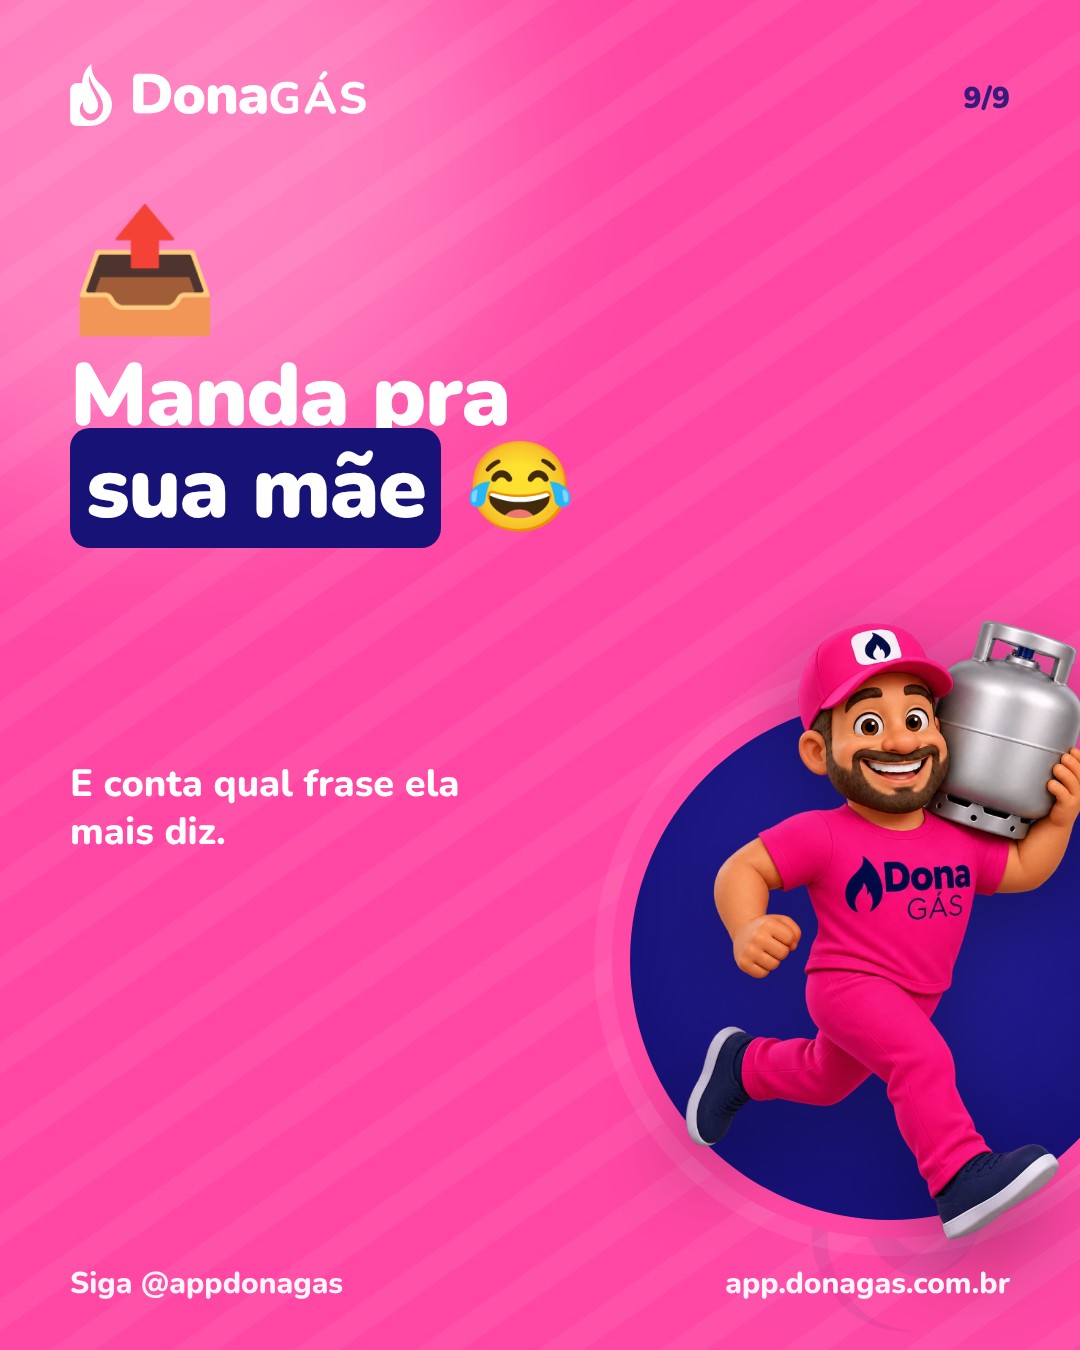 DonaGÁS
9/9
Manda pra
sua mãe 😂
E conta qual frase ela
mais diz.
Dona
GÁS
Siga @appdonagas
app.donagas.com.br